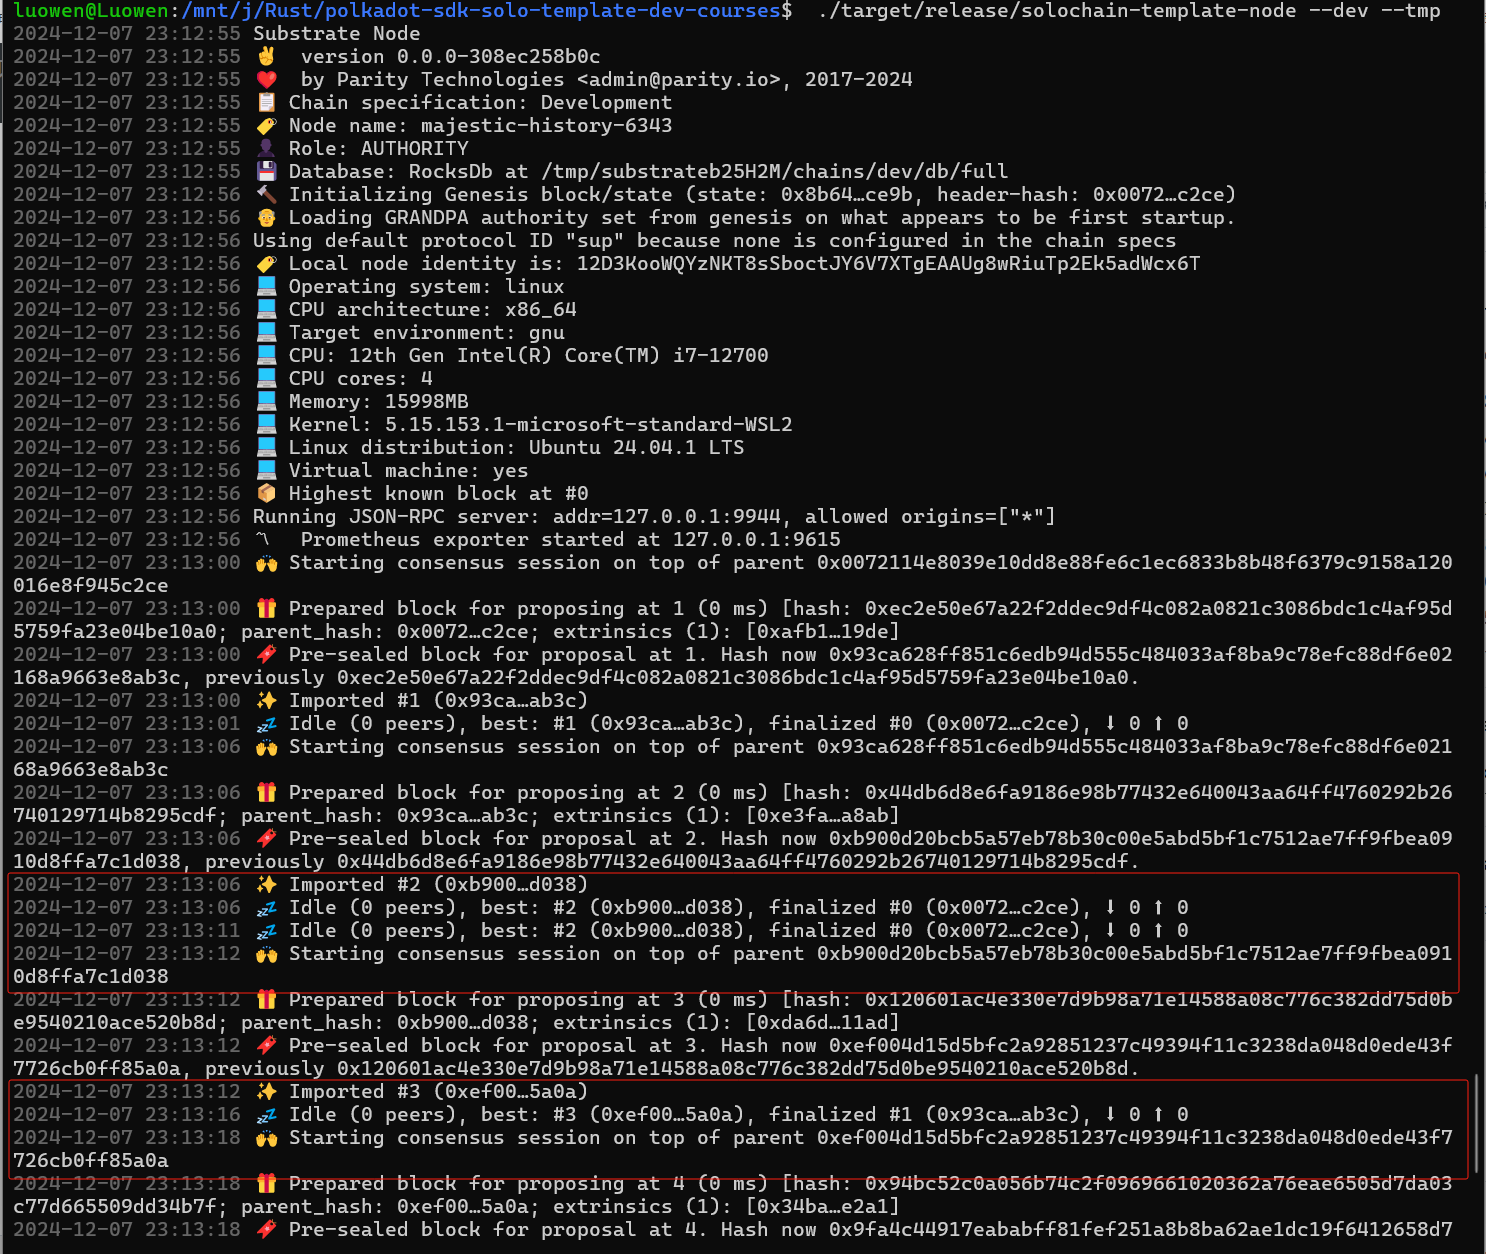 luowen@Luowen:/mnt/j/Rust/polkadot-sdk-solo-template-dev-courses$ ./target/release/solochain-template-node --dev --tmp
2024-12-07 23:12:55 Substrate Node
2024-12-07 23:12:55 ✌️ version 0.0.0-308ec258b0c
2024-12-07 23:12:55 ❤️ by Parity Technologies <admin@parity.io>, 2017-2024
2024-12-07 23:12:55 📋 Chain specification: Development
2024-12-07 23:12:55 🏷 Node name: majestic-history-6343
2024-12-07 23:12:55 👤 Role: AUTHORITY
2024-12-07 23:12:55 💾 Database: RocksDb at /tmp/substrateb25H2M/chains/dev/db/full
2024-12-07 23:12:56 🔨 Initializing Genesis block/state (state: 0x8b64…ce9b, header-hash: 0x0072…c2ce)
2024-12-07 23:12:56 👴 Loading GRANDPA authority set from genesis on what appears to be first startup.
2024-12-07 23:12:56 Using default protocol ID "sup" because none is configured in the chain specs
2024-12-07 23:12:56 🏷 Local node identity is: 12D3KooWQYzNKT8sSboctJY6V7XTgEAAUg8wRiuTp2Ek5adWcx6T
2024-12-07 23:12:56 💻 Operating system: linux
2024-12-07 23:12:56 💻 CPU architecture: x86_64
2024-12-07 23:12:56 💻 Target environment: gnu
2024-12-07 23:12:56 💻 CPU: 12th Gen Intel(R) Core(TM) i7-12700
2024-12-07 23:12:56 💻 CPU cores: 4
2024-12-07 23:12:56 💻 Memory: 15998MB
2024-12-07 23:12:56 💻 Kernel: 5.15.153.1-microsoft-standard-WSL2
2024-12-07 23:12:56 💻 Linux distribution: Ubuntu 24.04.1 LTS
2024-12-07 23:12:56 💻 Virtual machine: yes
2024-12-07 23:12:56 📦 Highest known block at #0
2024-12-07 23:12:56 Running JSON-RPC server: addr=127.0.0.1:9944, allowed origins=["*"]
2024-12-07 23:12:56 〽️ Prometheus exporter started at 127.0.0.1:9615
2024-12-07 23:13:00 🙌 Starting consensus session on top of parent 0x0072114e8039e10dd8e88fe6c1ec6833b8b48f6379c9158a120
016e8f945c2ce
2024-12-07 23:13:00 🎁 Prepared block for proposing at 1 (0 ms) [hash: 0xec2e50e67a22f2ddec9df4c082a0821c3086bdc1c4af95d
5759fa23e04be10a0; parent_hash: 0x0072…c2ce; extrinsics (1): [0xafb1…19de]
2024-12-07 23:13:00 🔖 Pre-sealed block for proposal at 1. Hash now 0x93ca628ff851c6edb94d555c484033af8ba9c78efc88df6e02
168a9663e8ab3c, previously 0xec2e50e67a22f2ddec9df4c082a0821c3086bdc1c4af95d5759fa23e04be10a0.
2024-12-07 23:13:00 ✨ Imported #1 (0x93ca…ab3c)
2024-12-07 23:13:01 💤 Idle (0 peers), best: #1 (0x93ca…ab3c), finalized #0 (0x0072…c2ce), ⬇ 0 ⬆ 0
2024-12-07 23:13:06 🙌 Starting consensus session on top of parent 0x93ca628ff851c6edb94d555c484033af8ba9c78efc88df6e021
68a9663e8ab3c
2024-12-07 23:13:06 🎁 Prepared block for proposing at 2 (0 ms) [hash: 0x44db6d8e6fa9186e98b77432e640043aa64ff4760292b26
740129714b8295cdf; parent_hash: 0x93ca…ab3c; extrinsics (1): [0xe3fa…a8ab]
2024-12-07 23:13:06 🔖 Pre-sealed block for proposal at 2. Hash now 0xb900d20bcb5a57eb78b30c00e5abd5bf1c7512ae7ff9fbea09
10d8ffa7c1d038, previously 0x44db6d8e6fa9186e98b77432e640043aa64ff4760292b26740129714b8295cdf.
2024-12-07 23:13:06 ✨ Imported #2 (0xb900…d038)
2024-12-07 23:13:06 💤 Idle (0 peers), best: #2 (0xb900…d038), finalized #0 (0x0072…c2ce), ⬇ 0 ⬆ 0
2024-12-07 23:13:11 💤 Idle (0 peers), best: #2 (0xb900…d038), finalized #0 (0x0072…c2ce), ⬇ 0 ⬆ 0
2024-12-07 23:13:12 🙌 Starting consensus session on top of parent 0xb900d20bcb5a57eb78b30c00e5abd5bf1c7512ae7ff9fbea091
0d8ffa7c1d038
2024-12-07 23:13:12 🎁 Prepared block for proposing at 3 (0 ms) [hash: 0x120601ac4e330e7d9b98a71e14588a08c776c382dd75d0b
e9540210ace520b8d; parent_hash: 0xb900…d038; extrinsics (1): [0xda6d…11ad]
2024-12-07 23:13:12 🔖 Pre-sealed block for proposal at 3. Hash now 0xef004d15d5bfc2a92851237c49394f11c3238da048d0ede43f
7726cb0ff85a0a, previously 0x120601ac4e330e7d9b98a71e14588a08c776c382dd75d0be9540210ace520b8d.
2024-12-07 23:13:12 ✨ Imported #3 (0xef00…5a0a)
2024-12-07 23:13:16 💤 Idle (0 peers), best: #3 (0xef00…5a0a), finalized #1 (0x93ca…ab3c), ⬇ 0 ⬆ 0
2024-12-07 23:13:18 🙌 Starting consensus session on top of parent 0xef004d15d5bfc2a92851237c49394f11c3238da048d0ede43f7
726cb0ff85a0a
2024-12-07 23:13:18 🎁 Prepared block for proposing at 4 (0 ms) [hash: 0x94bc52c0a056b74c2f0969661020362a76eae6505d7da03
c77d665509dd34b7f; parent_hash: 0xef00…5a0a; extrinsics (1): [0x34ba…e2a1]
2024-12-07 23:13:18 🔖 Pre-sealed block for proposal at 4. Hash now 0x9fa4c44917eababff81fef251a8b8ba62ae1dc19f6412658d7